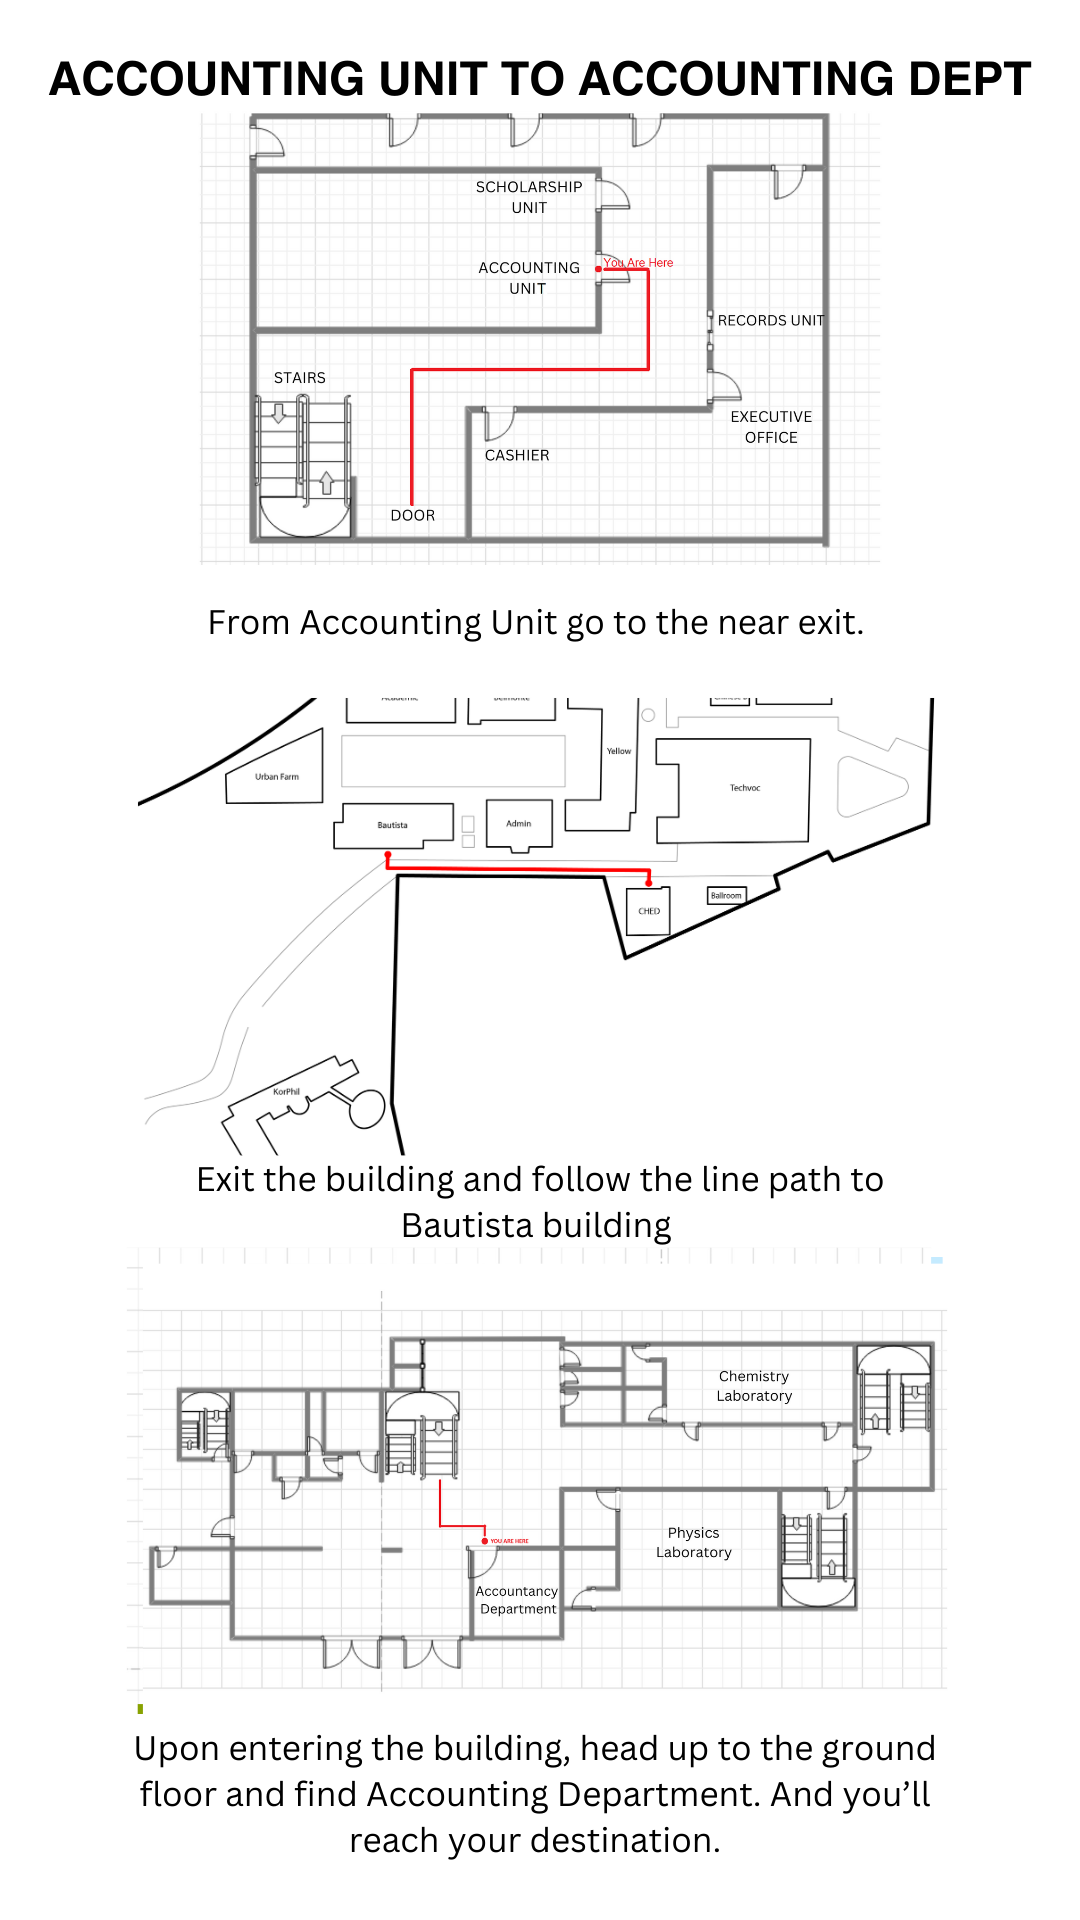 ACCOUNTING UNIT TO ACCOUNTING DEPT
SCHOLARSHIP
UNIT
You Are Here
ACCOUNTING
UNIT
RECORDS UNIT
STAIRS
EXECUTIVE
OFFICE
CASHIER
DOOR
From Accounting Unit go to the near exit.
Academic
Belmonte
Yellow
Urban Farm
Techvoc
Bautista
Admin
Ballroom
CHED
KorPhil
Exit the building and follow the line path to
Bautista building
Chemistry
Laboratory
Physics
Laboratory
YOU ARE HERE
Accountancy
Department
Upon entering the building, head up to the ground
floor and find Accounting Department. And you’ll
reach your destination.